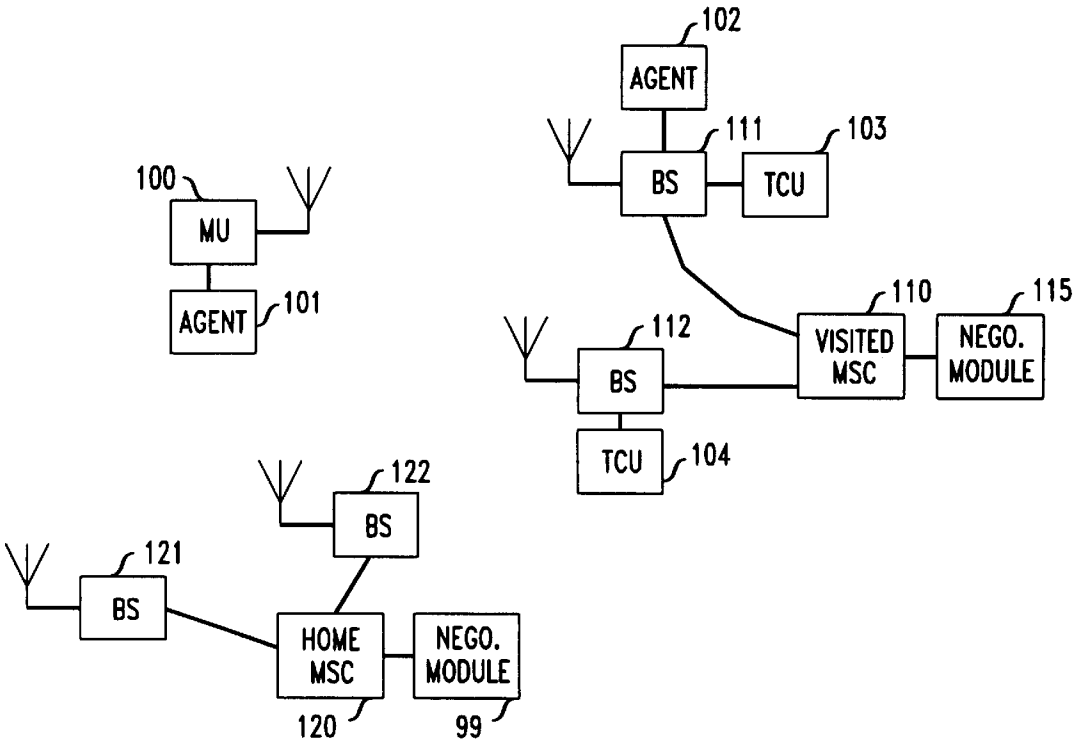 102
AGENT
111
103
BS
TCU
100
MU
101
AGENT
110
115
VISITED
MSC
NEGO.
MODULE
112
BS
TCU
104
122
BS
121
BS
HOME
MSC
NEGO.
MODULE
120
99